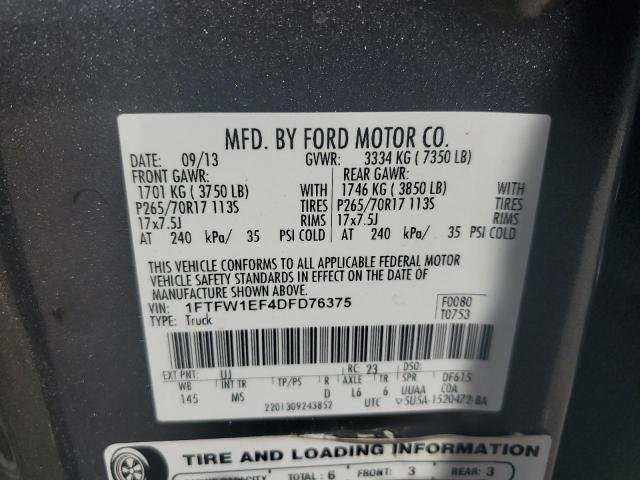 MFD. BY FORD MOTOR CO.
DATE: 09/13 GVWR: 3334 KG ( 7350 LB)
FRONT GAWR: REAR GAWR:
1701 KG ( 3750 LB) WITH 1746 KG ( 3850 LB) WITH
P265/70R17 113S TIRES P265/70R17 113S TIRES
17x7.5J RIMS 17x7.5J RIMS
AT 240 kPa/ 35 PSI COLD AT 240 kPa/ 35 PSI COLD
THIS VEHICLE CONFORMS TO ALL APPLICABLE FEDERAL MOTOR
VEHICLE SAFETY STANDARDS IN EFFECT ON THE DATE OF
MANUFACTURE SHOWN ABOVE.
VIN: 1FTFW1EF4DFD76375 F0080
TYPE: Truck T0753
EXT PNT: UJ RC: 23 DSO:
WB INT TR TP/PS R AXLE TR SPR DF615
145 MS D L6 6 UUAA COA
2201309243852 UTC 5U5A-1520472-BA
TIRE AND LOADING INFORMATION
TOTAL: 6 FRONT: 3 REAR: 3